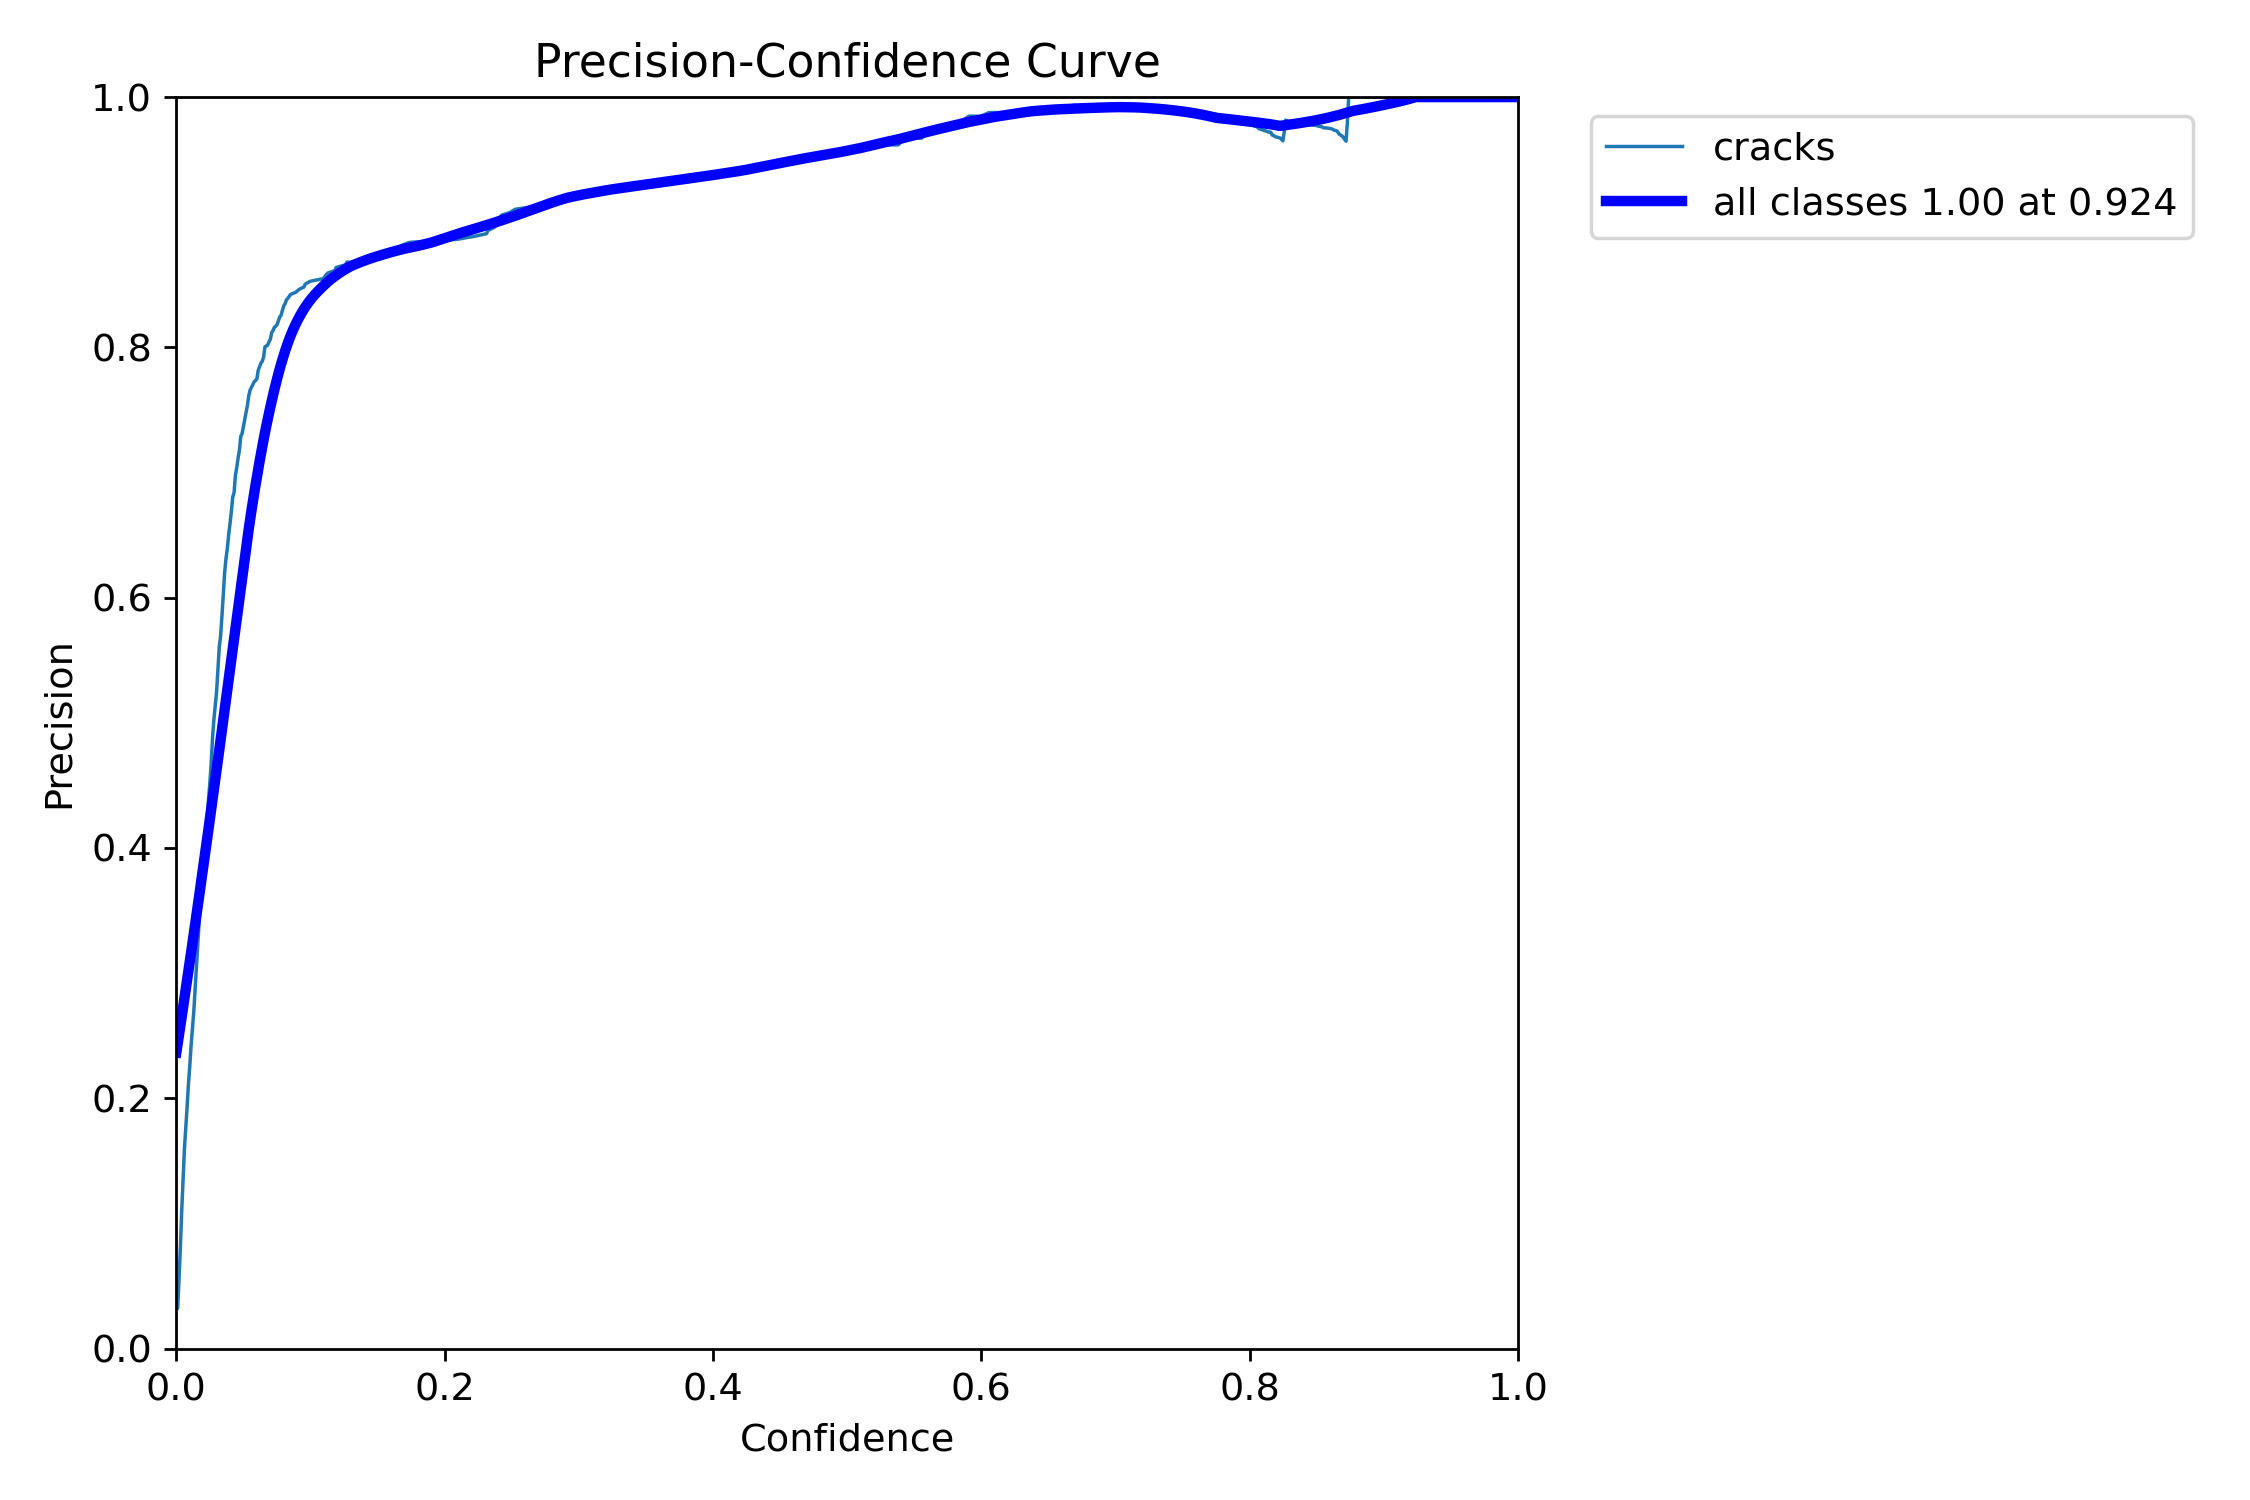 Precision-Confidence Curve
1.0
0.8
0.6
0.4
0.2
0.0
Precision
0.0 0.2 0.4 0.6 0.8 1.0
Confidence
cracks
all classes 1.00 at 0.924